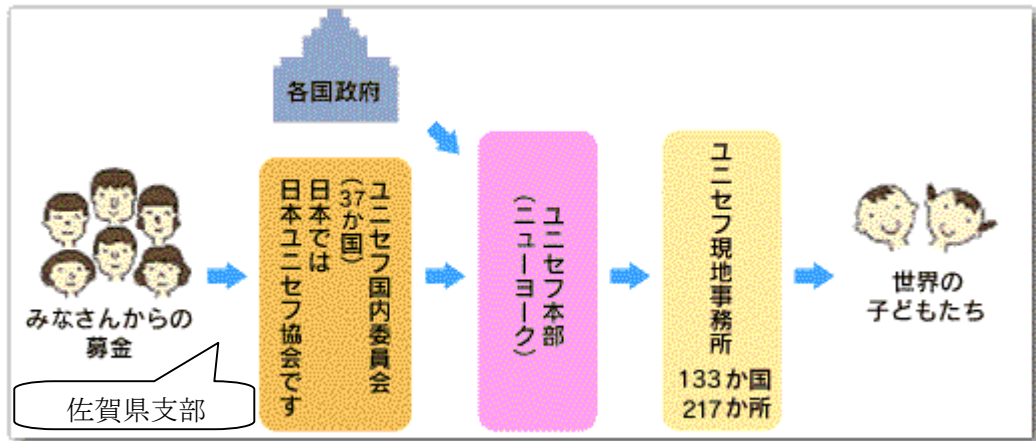 各国政府
みなさんからの
募金
佐賀県支部
ユニセフ国内委員会
(37か国)
日本では
日本ユニセフ協会です
ユニセフ本部
(ニューヨーク)
ユニセフ現地事務所
133か国
217か所
世界の
子どもたち